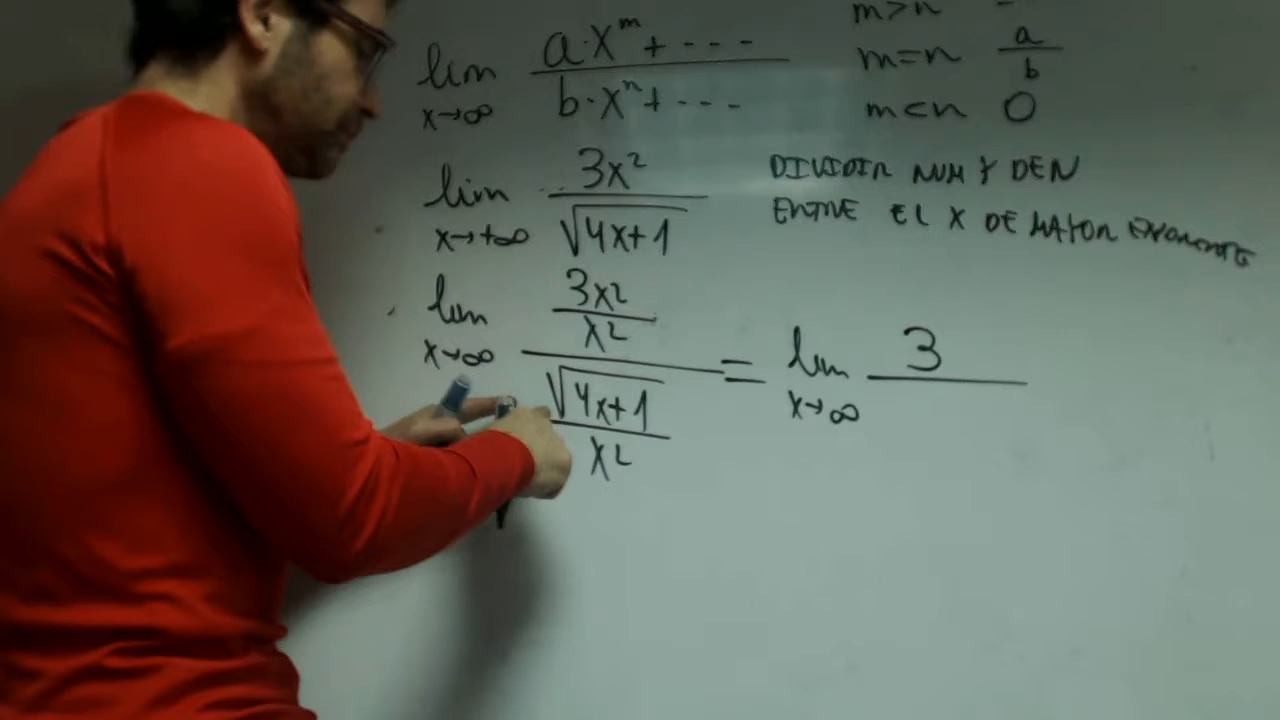 m>n -
lim x→∞ a·x^m + --- / b·x^n + ---
m=n a/b
m<n 0
lim x→+∞ 3x² / √4x+1
DIVIDIR NUM Y DEN
ENTRE EL X DE MAYOR EXPONENTE
lim x→∞ 3x²/x² / √4x+1/x² = lim x→∞ 3